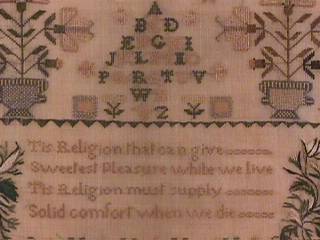 A
B D
E G I
J L I
P R T V
W
Z
Tis Religion that can give
Sweetest Pleasure while we live
Tis Religion must supply
Solid comfort when we die